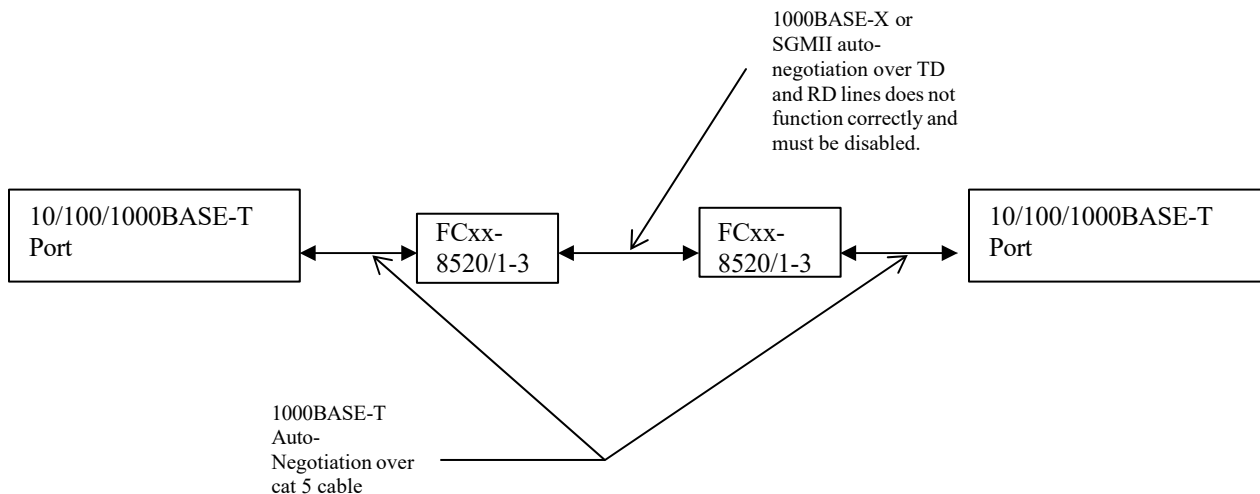 1000BASE-X or
SGMII auto-
negotiation over TD
and RD lines does not
function correctly and
must be disabled.
10/100/1000BASE-T
Port
FCxx-
8520/1-3
FCxx-
8520/1-3
10/100/1000BASE-T
Port
1000BASE-T
Auto-
Negotiation over
cat 5 cable